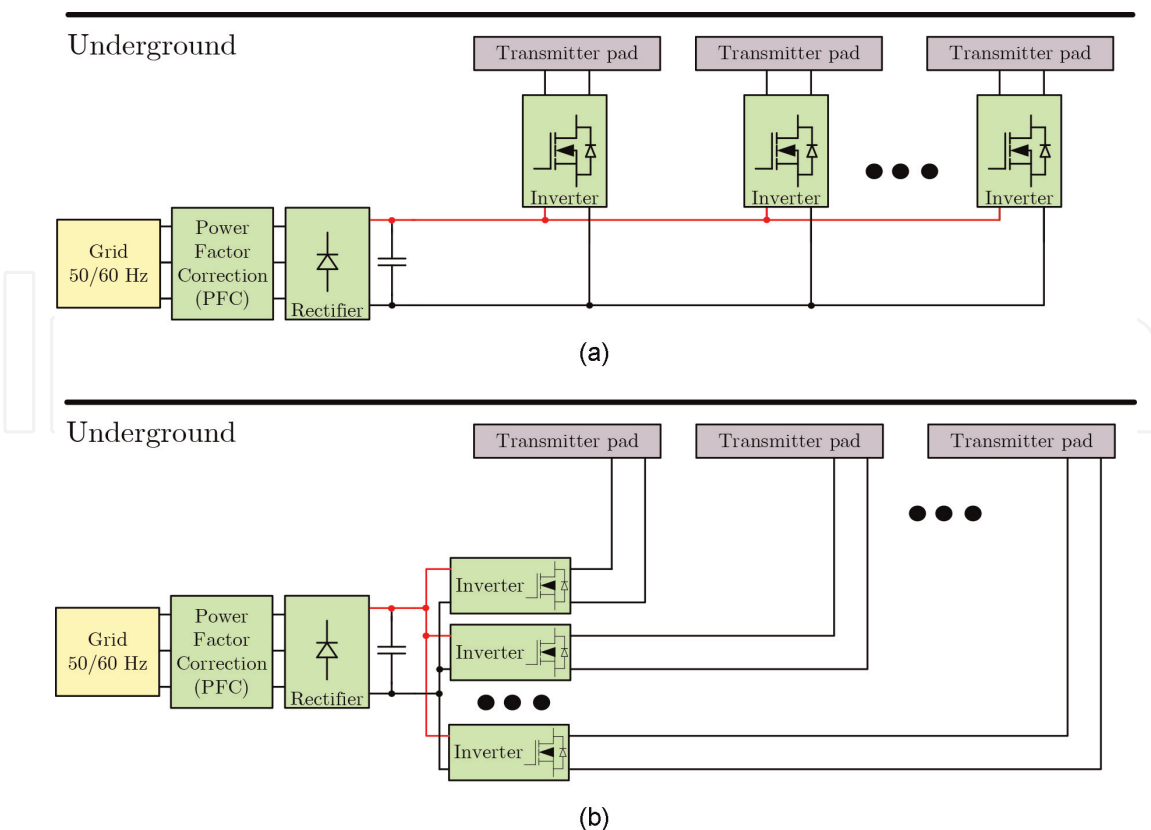 Underground
Transmitter pad
Transmitter pad
Transmitter pad
Inverter
Inverter
Inverter
Grid
50/60 Hz
Power
Factor
Correction
(PFC)
Rectifier
(a)
Underground
Transmitter pad
Transmitter pad
Transmitter pad
Inverter
Inverter
Inverter
Grid
50/60 Hz
Power
Factor
Correction
(PFC)
Rectifier
(b)